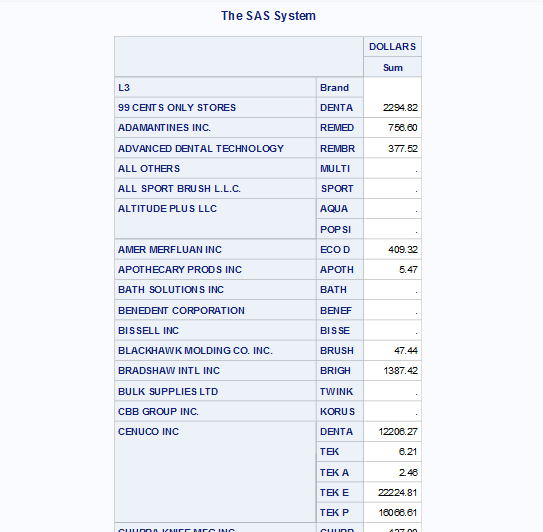 The SAS System
DOLLARS
Sum
L3 Brand
99 CENTS ONLY STORES DENTA 2294.82
ADAMANTINES INC. REMED 756.60
ADVANCED DENTAL TECHNOLOGY REMBR 377.52
ALL OTHERS MULTI .
ALL SPORT BRUSH L.L.C. SPORT .
ALTITUDE PLUS LLC AQUA .
POPSI .
AMER MERFLUAN INC ECO D 409.32
APOTHECARY PRODS INC APOTH 5.47
BATH SOLUTIONS INC BATH .
BENEDENT CORPORATION BENEF .
BISSELL INC BISSE .
BLACKHAWK MOLDING CO. INC. BRUSH 47.44
BRADSHAW INTL INC BRIGH 1387.42
BULK SUPPLIES LTD TWINK .
CBB GROUP INC. KORUS .
CENUCO INC DENTA 12206.27
TEK 6.21
TEK A 2.46
TEK E 22224.81
TEK P 16066.61